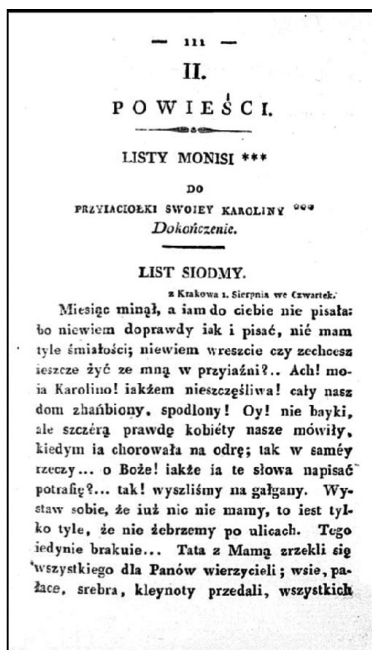 — 111 —
II.
POWIEŚCI.
LISTY MONISI ***
DO
PRZYIACIOŁKI SWOIEY KAROLINY ***
Dokończenie.
LIST SIODMY.
z Krakowa 1. Sierpnia we Czwartek.
Miesiąc minął, a iam do ciebie nie pisała:
bo niewiem doprawdy iak i pisać, nié mam
tyle śmiałości; niewiem wreszcie czy zechcesz
ieszcze żyć ze mną w przyiaźni?.. Ach! mo-
ia Karolino! iakżem nieszczęśliwa! cały nasz
dom zhańbiony, spodlony! Oy! nie bayki,
ale szczérą prawdę kobiéty nasze mówiły,
kiedym ia chorowała na odrę; tak w saméy
rzeczy... o Boże! iakże ia te słowa napisać
potrafię?... tak! wyszliśmy na gałgany. Wy-
staw sobie, że iuż nic nie mamy, to iest tyl-
ko tyle, że nie żebrzemy po ulicach. Tego
iedynie brakuie... Tata z Mamą zrzekli się
wszystkiego dla Panów wierzycieli; wsie, pa-
łace, srebra, kleynoty przedali, wszystkich